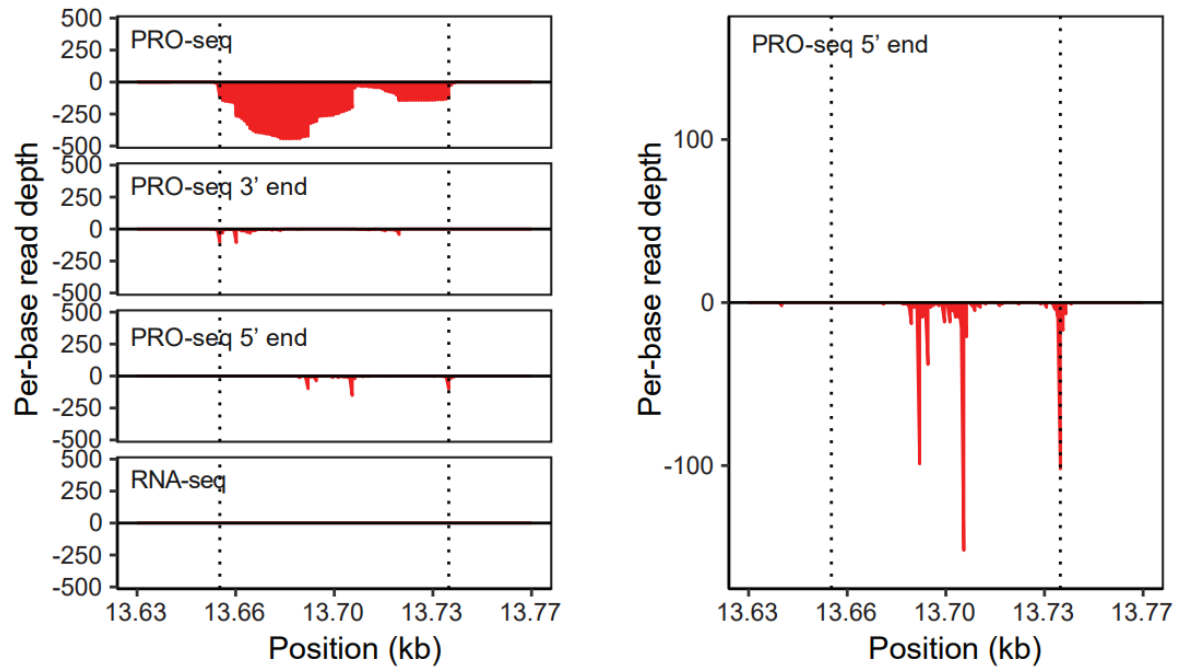 PRO-seq
500
250
0
-250
-500
PRO-seq 3' end
500
250
0
-250
-500
PRO-seq 5' end
500
250
0
-250
-500
RNA-seq
500
250
0
-250
-500
Per-base read depth
13.63 13.66 13.70 13.73 13.77
Position (kb)
PRO-seq 5' end
100
0
-100
Per-base read depth
13.63 13.66 13.70 13.73 13.77
Position (kb)